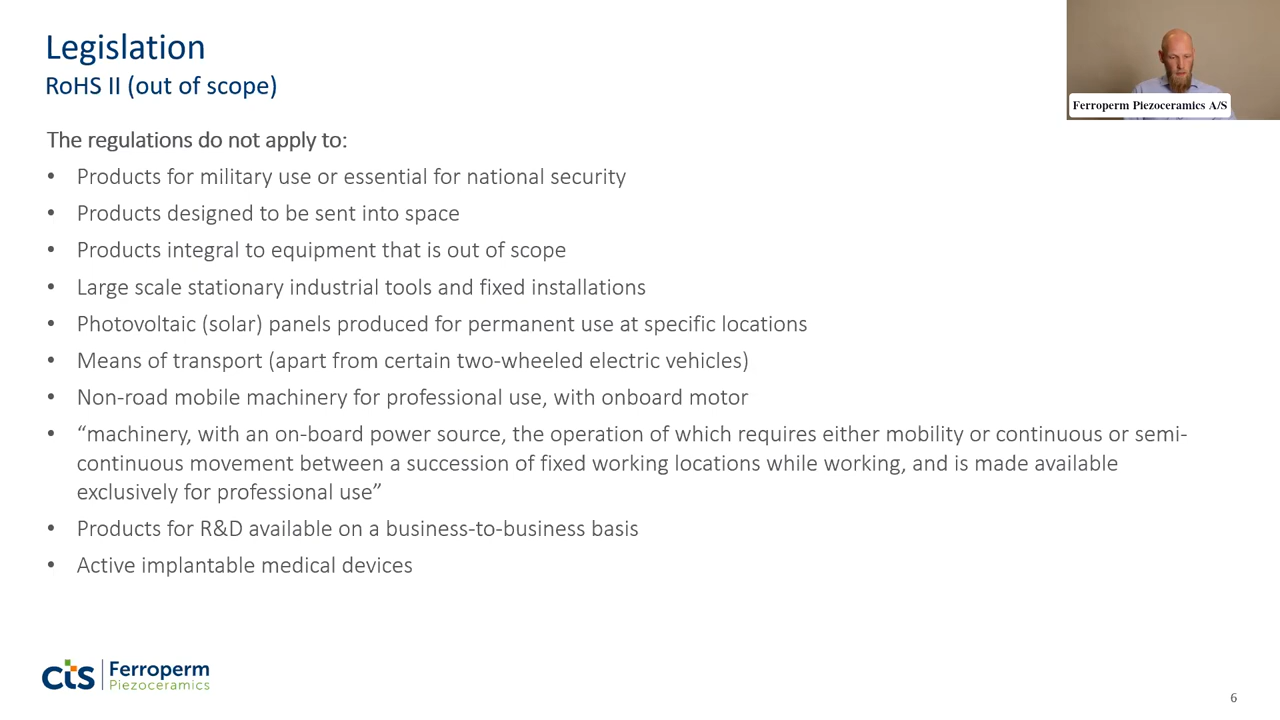 Legislation
RoHS II (out of scope)
Ferroperm Piezoceramics A/S
The regulations do not apply to:
• Products for military use or essential for national security
• Products designed to be sent into space
• Products integral to equipment that is out of scope
• Large scale stationary industrial tools and fixed installations
• Photovoltaic (solar) panels produced for permanent use at specific locations
• Means of transport (apart from certain two-wheeled electric vehicles)
• Non-road mobile machinery for professional use, with onboard motor
• “machinery, with an on-board power source, the operation of which requires either mobility or continuous or semi-
continuous movement between a succession of fixed working locations while working, and is made available
exclusively for professional use”
• Products for R&D available on a business-to-business basis
• Active implantable medical devices
cts Ferroperm
Piezoceramics
6